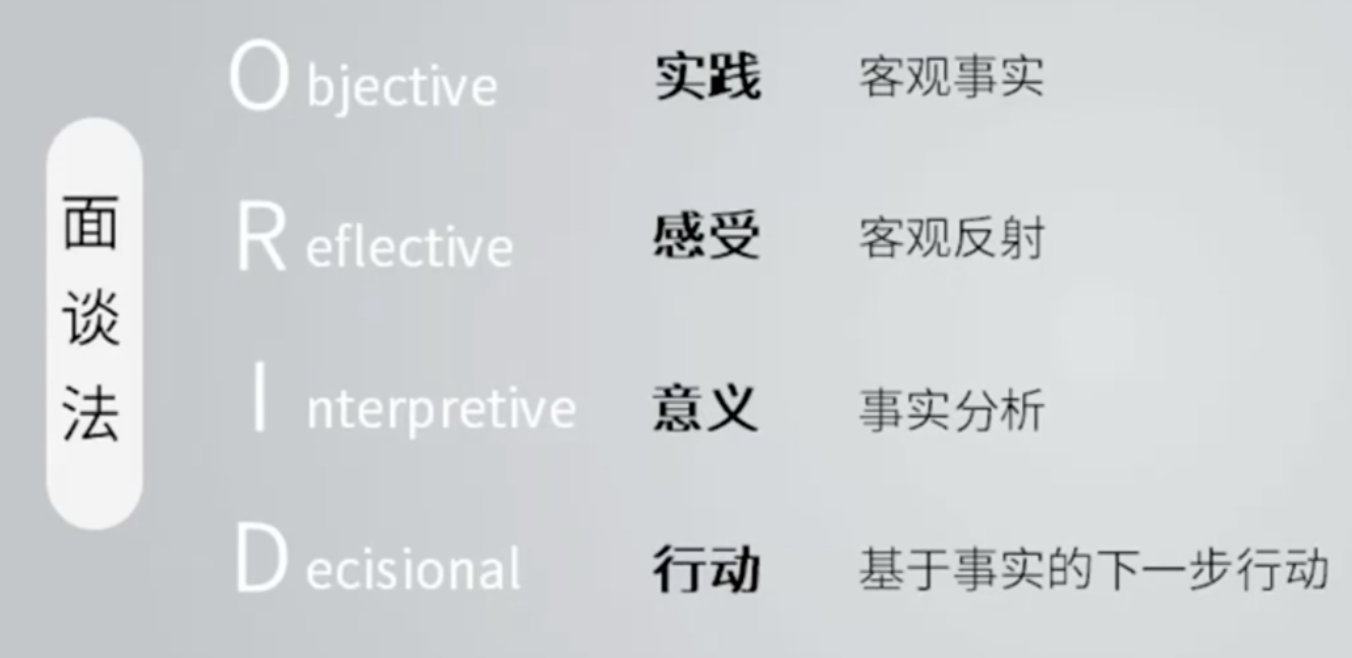 面谈法
Objective 实践 客观事实
Reflective 感受 客观反射
Interpretive 意义 事实分析
Decisional 行动 基于事实的下一步行动